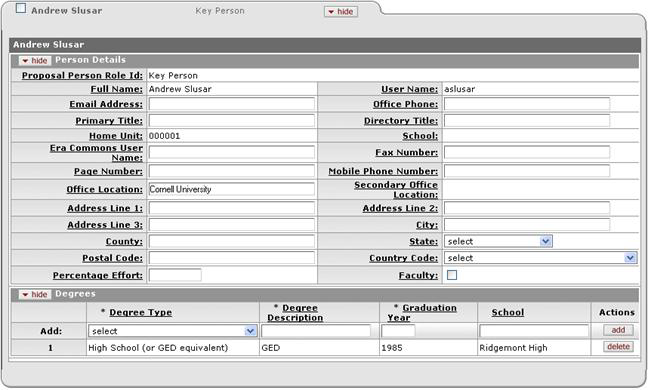 Andrew Slusar Key Person hide
Andrew Slusar
hide Person Details
Proposal Person Role Id: Key Person
Full Name: Andrew Slusar User Name: aslusar
Email Address: Office Phone:
Primary Title: Directory Title:
Home Unit: 000001 School:
Era Commons User Name: Fax Number:
Page Number: Mobile Phone Number:
Office Location: Cornell University Secondary Office Location:
Address Line 1: Address Line 2:
Address Line 3: City:
County: State: select
Postal Code: Country Code: select
Percentage Effort: Faculty:
hide Degrees
* Degree Type * Degree Description * Graduation Year School Actions
Add: select add
1 High School (or GED equivalent) GED 1985 Ridgemont High delete